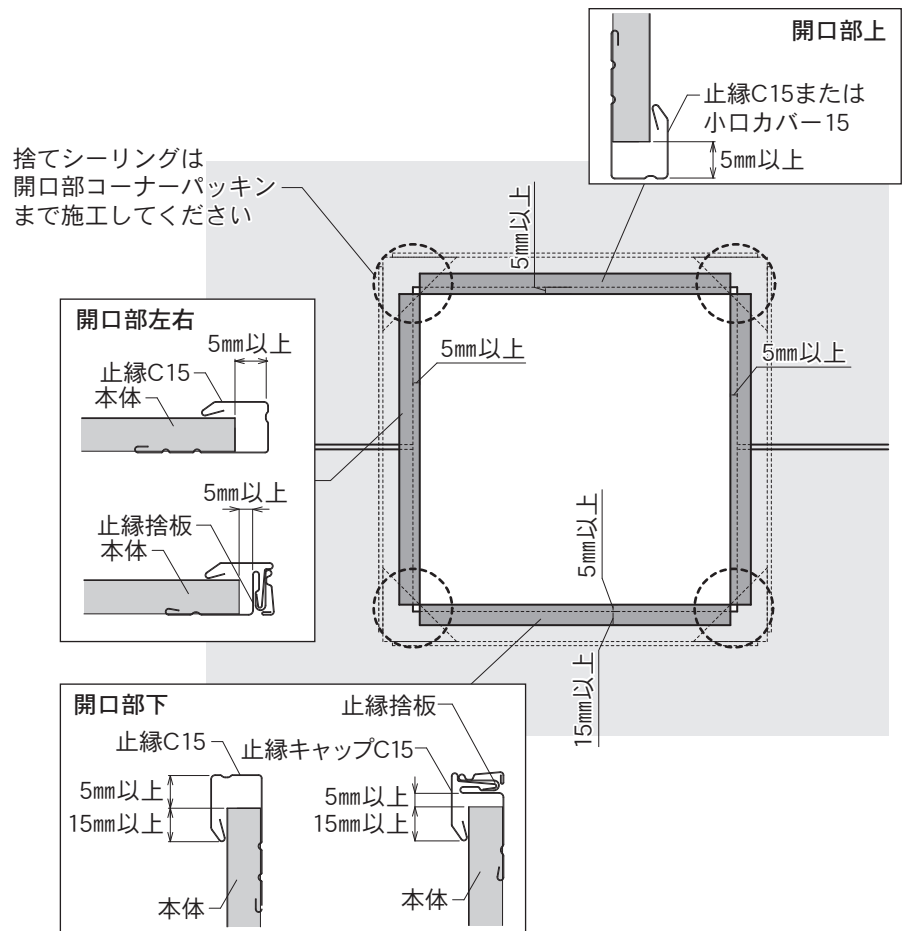 開口部上
止縁C15または
小口カバー15
5㎜以上
捨てシーリングは
開口部コーナーパッキン
まで施工してください
5㎜以上
開口部左右
5㎜以上
止縁C15
本体
5㎜以上
5㎜以上
5㎜以上
止縁捨板
本体
5㎜以上
15㎜以上
開口部下
止縁捨板
止縁C15
止縁キャップC15
5㎜以上
15㎜以上
5㎜以上
15㎜以上
本体
本体